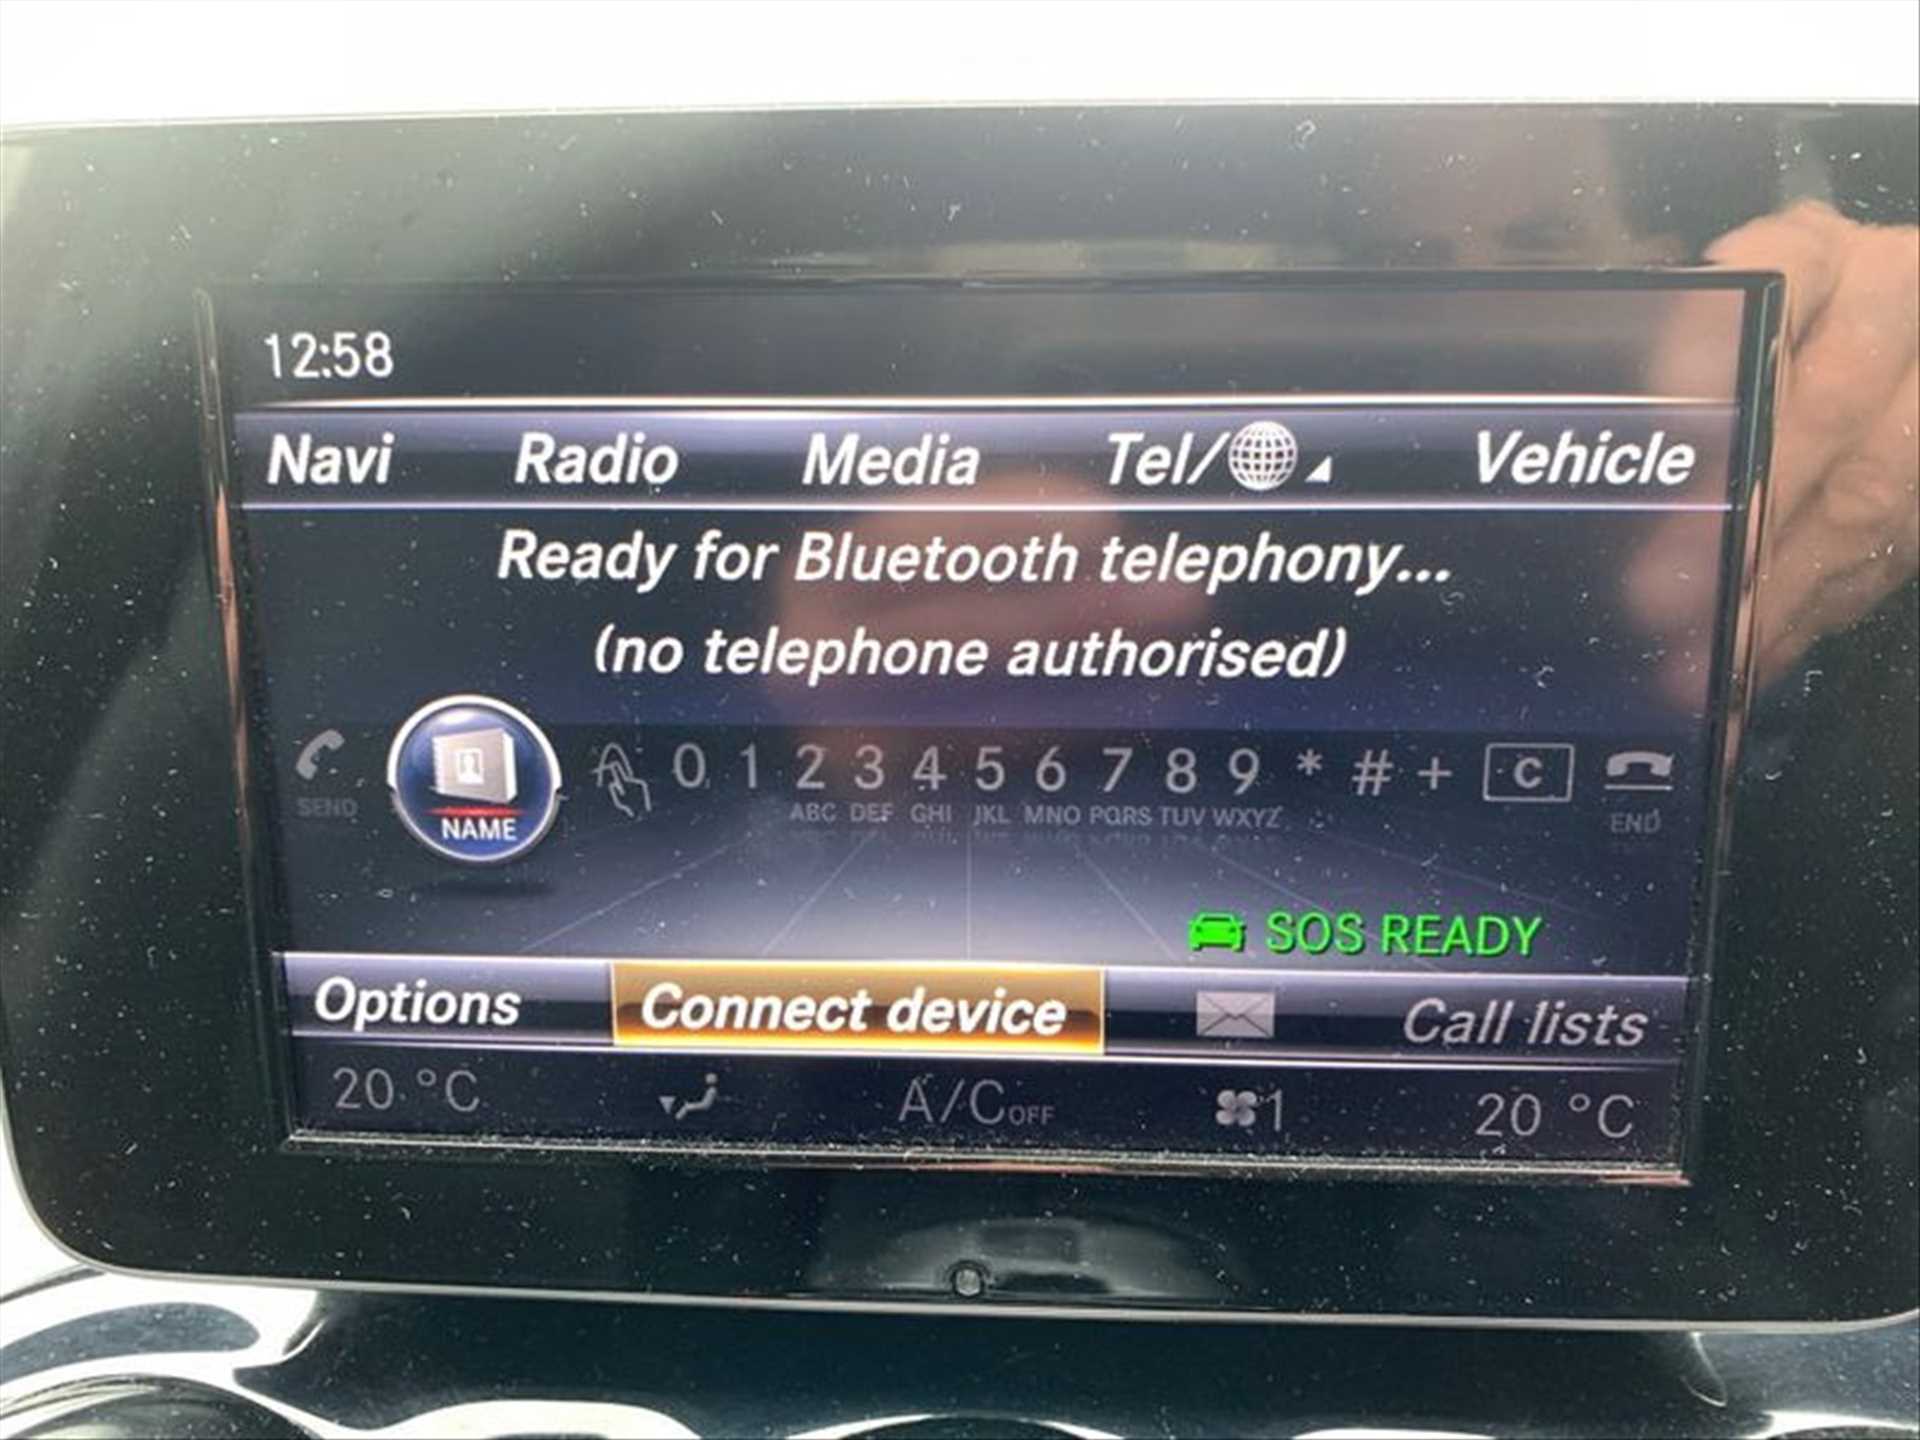 12:58
Navi Radio Media Tel/ Vehicle
Ready for Bluetooth telephony...
(no telephone authorised)
SEND NAME 0 1 2 3 4 5 6 7 8 9 * # + C END
ABC DEF GHI JKL MNO PQRS TUV WXYZ
SOS READY
Options Connect device Call lists
20 °C A/C OFF 1 20 °C